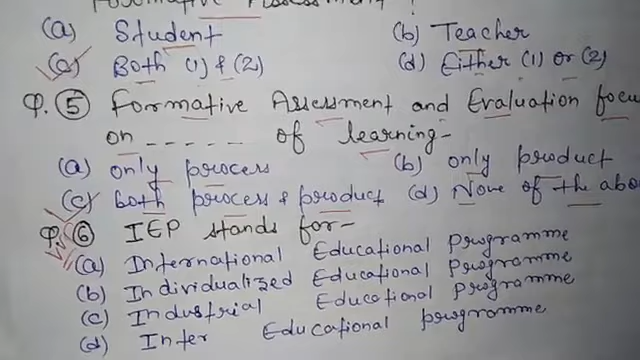 Formative Assessment?
(a) Student (b) Teacher
(c) Both (1) & (2) (d) Either (1) or (2)
Q. 5 Formative Assessment and Evaluation focu
on _ _ _ _ _ of learning-
(a) only process (b) only product
(c) both process & product (d) None of the abo
Q. 6 IEP stands for-
(a) International Educational programme
(b) Individualized Educational programme
(c) Industrial Educational programme
(d) Inter Educational programme